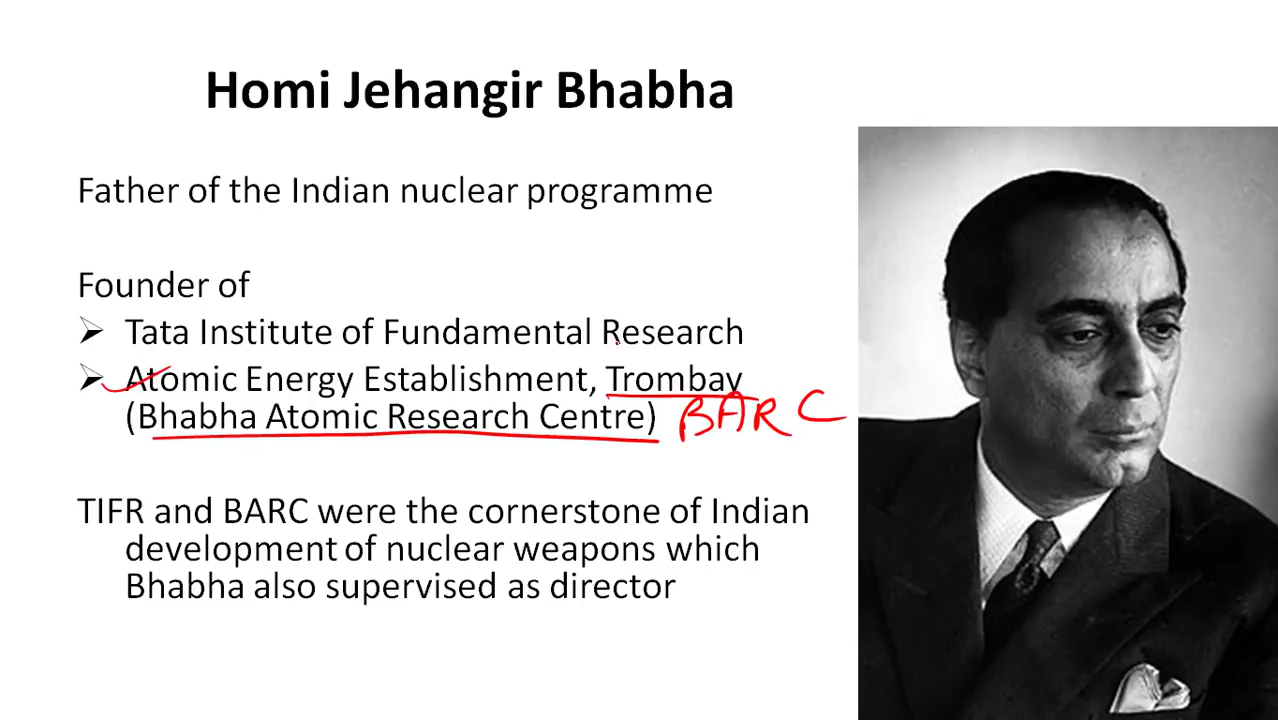 Homi Jehangir Bhabha
Father of the Indian nuclear programme
Founder of
➢ Tata Institute of Fundamental Research
➢ Atomic Energy Establishment, Trombay
(Bhabha Atomic Research Centre) BARC
TIFR and BARC were the cornerstone of Indian
development of nuclear weapons which
Bhabha also supervised as director